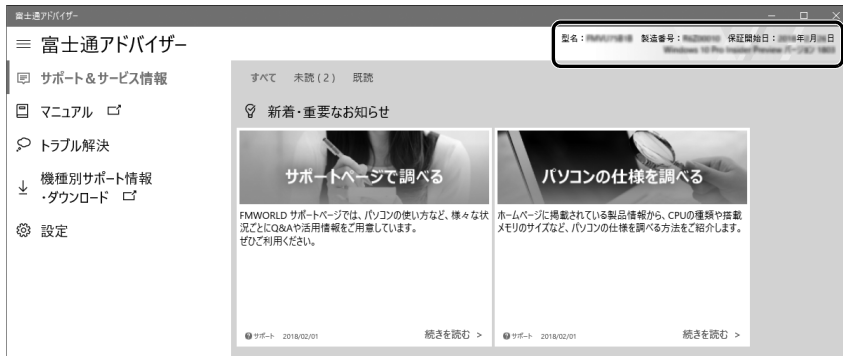 富士通アドバイザー
富士通アドバイザー
型名： 製造番号： 保証開始日： 年 月 日
サポート＆サービス情報
マニュアル
トラブル解決
機種別サポート情報
・ダウンロード
設定
すべて 未読(2) 既読
新着・重要なお知らせ
サポートページで調べる
FMWORLD サポートページでは、パソコンの使い方など、様々な状
況ごとにQ&Aや活用情報をご用意しています。
ぜひご利用ください。
サポート 2018/02/01 続きを読む >
パソコンの仕様を調べる
ホームページに掲載されている製品情報から、CPUの種類や搭載
メモリのサイズなど、パソコンの仕様を調べる方法をご紹介します。
サポート 2018/02/01 続きを読む >